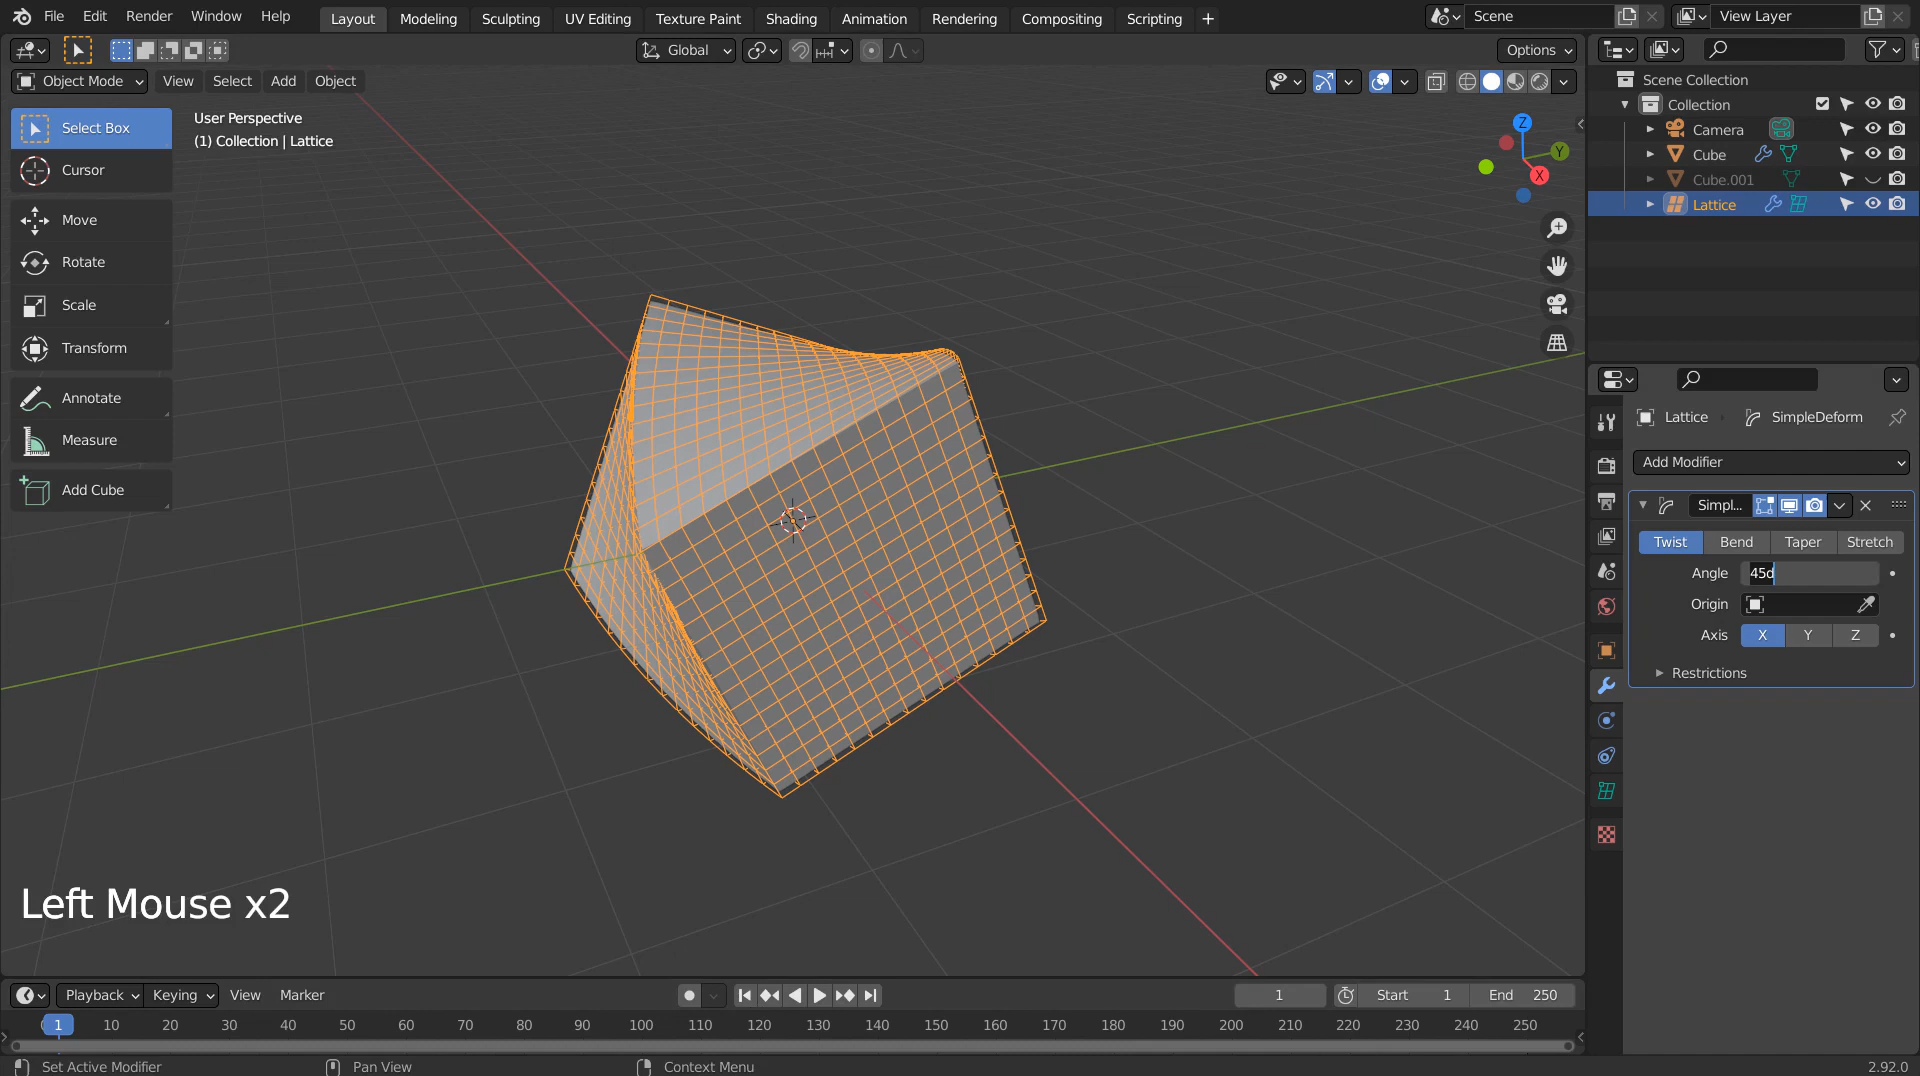 File Edit Render Window Help Layout Modeling Sculpting UV Editing Texture Paint Shading Animation Rendering Compositing Scripting + Scene View Layer
Global Options
Object Mode View Select Add Object
Scene Collection
Collection
Camera
Cube
Cube.001
Lattice
Select Box
Cursor
Move
Rotate
Scale
Transform
Annotate
Measure
Add Cube
User Perspective
(1) Collection | Lattice
Z
Y
X
Lattice SimpleDeform
Add Modifier
Simpl...
Twist Bend Taper Stretch
Angle 45d
Origin
Axis X Y Z
Restrictions
Left Mouse x2
Playback Keying View Marker 1 Start 1 End 250
1 10 20 30 40 50 60 70 80 90 100 110 120 130 140 150 160 170 180 190 200 210 220 230 240 250
Set Active Modifier Pan View Context Menu 2.92.0